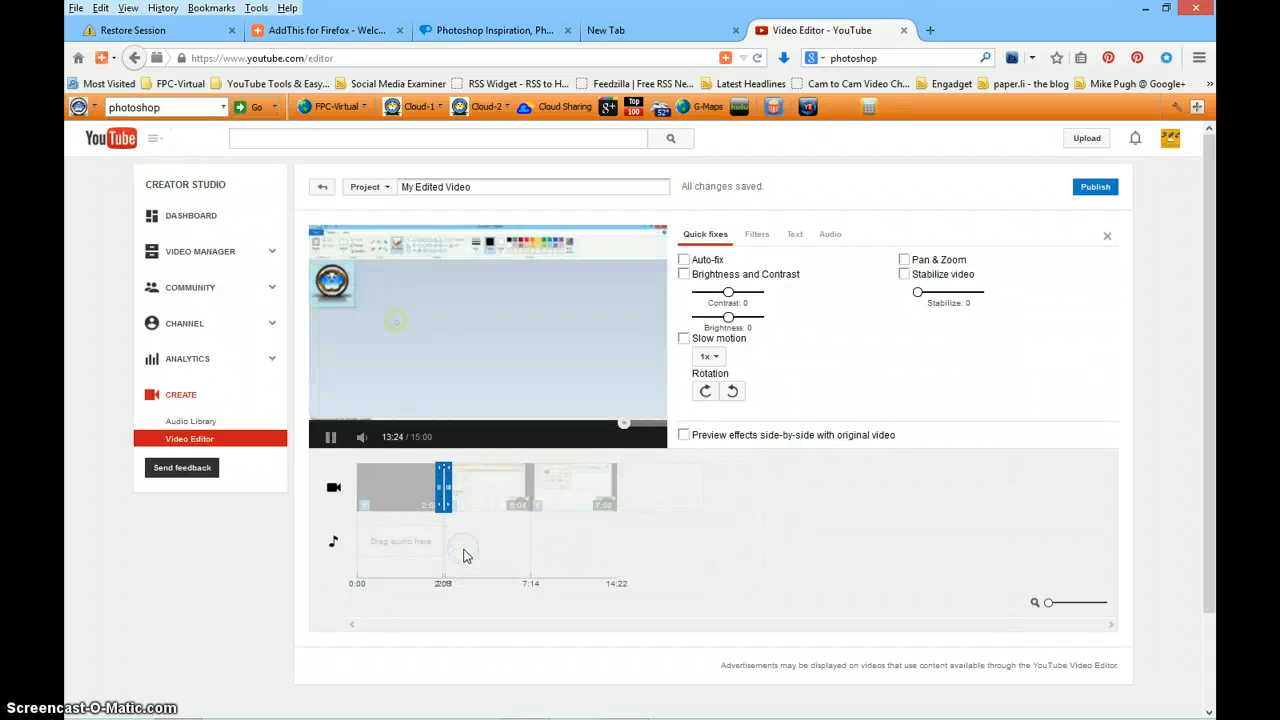 File Edit View History Bookmarks Tools Help
Restore Session
AddThis for Firefox - Welc...
Photoshop Inspiration, Ph...
New Tab
Video Editor - YouTube
https://www.youtube.com/editor
photoshop
Most Visited
FPC-Virtual
YouTube Tools & Easy...
Social Media Examiner
RSS Widget - RSS to H...
Feedzilla | Free RSS Ne...
Latest Headlines
Cam to Cam Video Ch...
Engadget
paper.li - the blog
Mike Pugh @ Google+
photoshop
Go
FPC-Virtual
Cloud-1
Cloud-2
Cloud Sharing
Top 100
52°
G-Maps
hulu
YouTube
Upload
CREATOR STUDIO
DASHBOARD
VIDEO MANAGER
COMMUNITY
CHANNEL
ANALYTICS
CREATE
Audio Library
Video Editor
Send feedback
Project
My Edited Video
All changes saved.
Publish
Quick fixes
Filters
Text
Audio
Auto-fix
Brightness and Contrast
Contrast: 0
Brightness: 0
Slow motion
1x
Rotation
Pan & Zoom
Stabilize video
Stabilize: 0
13:24 / 15:00
Preview effects side-by-side with original video
5:04
7:02
Drag audio here
0:00
7:14
14:22
Advertisements may be displayed on videos that use content available through the YouTube Video Editor.
Screencast-O-Matic.com